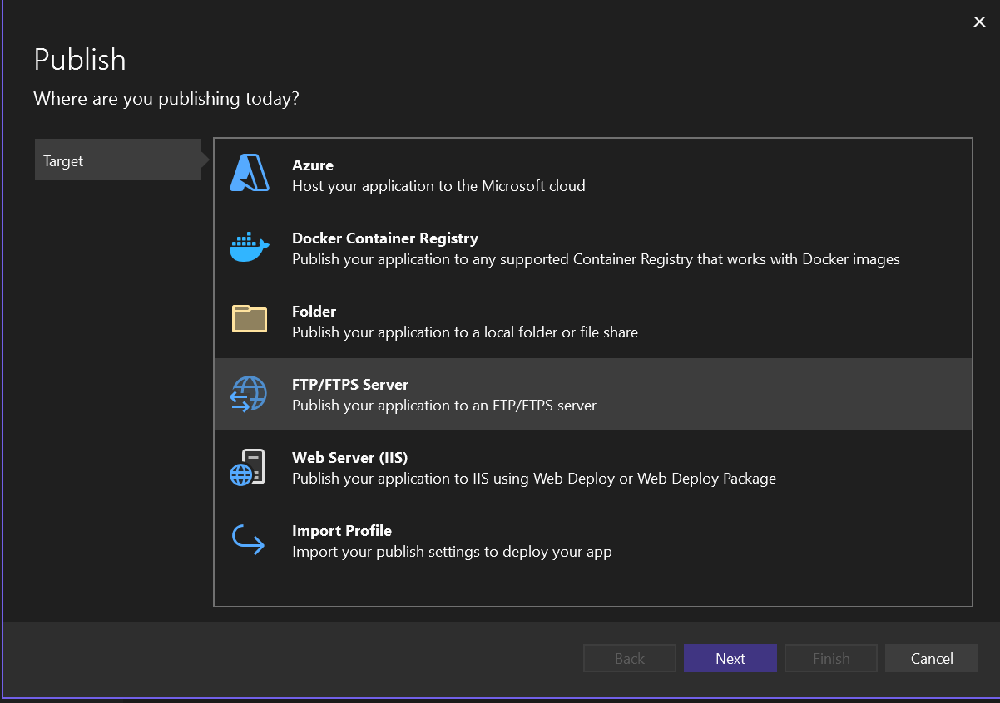 Publish
Where are you publishing today?
Target
Azure
Host your application to the Microsoft cloud
Docker Container Registry
Publish your application to any supported Container Registry that works with Docker images
Folder
Publish your application to a local folder or file share
FTP/FTPS Server
Publish your application to an FTP/FTPS server
Web Server (IIS)
Publish your application to IIS using Web Deploy or Web Deploy Package
Import Profile
Import your publish settings to deploy your app
Back
Next
Finish
Cancel